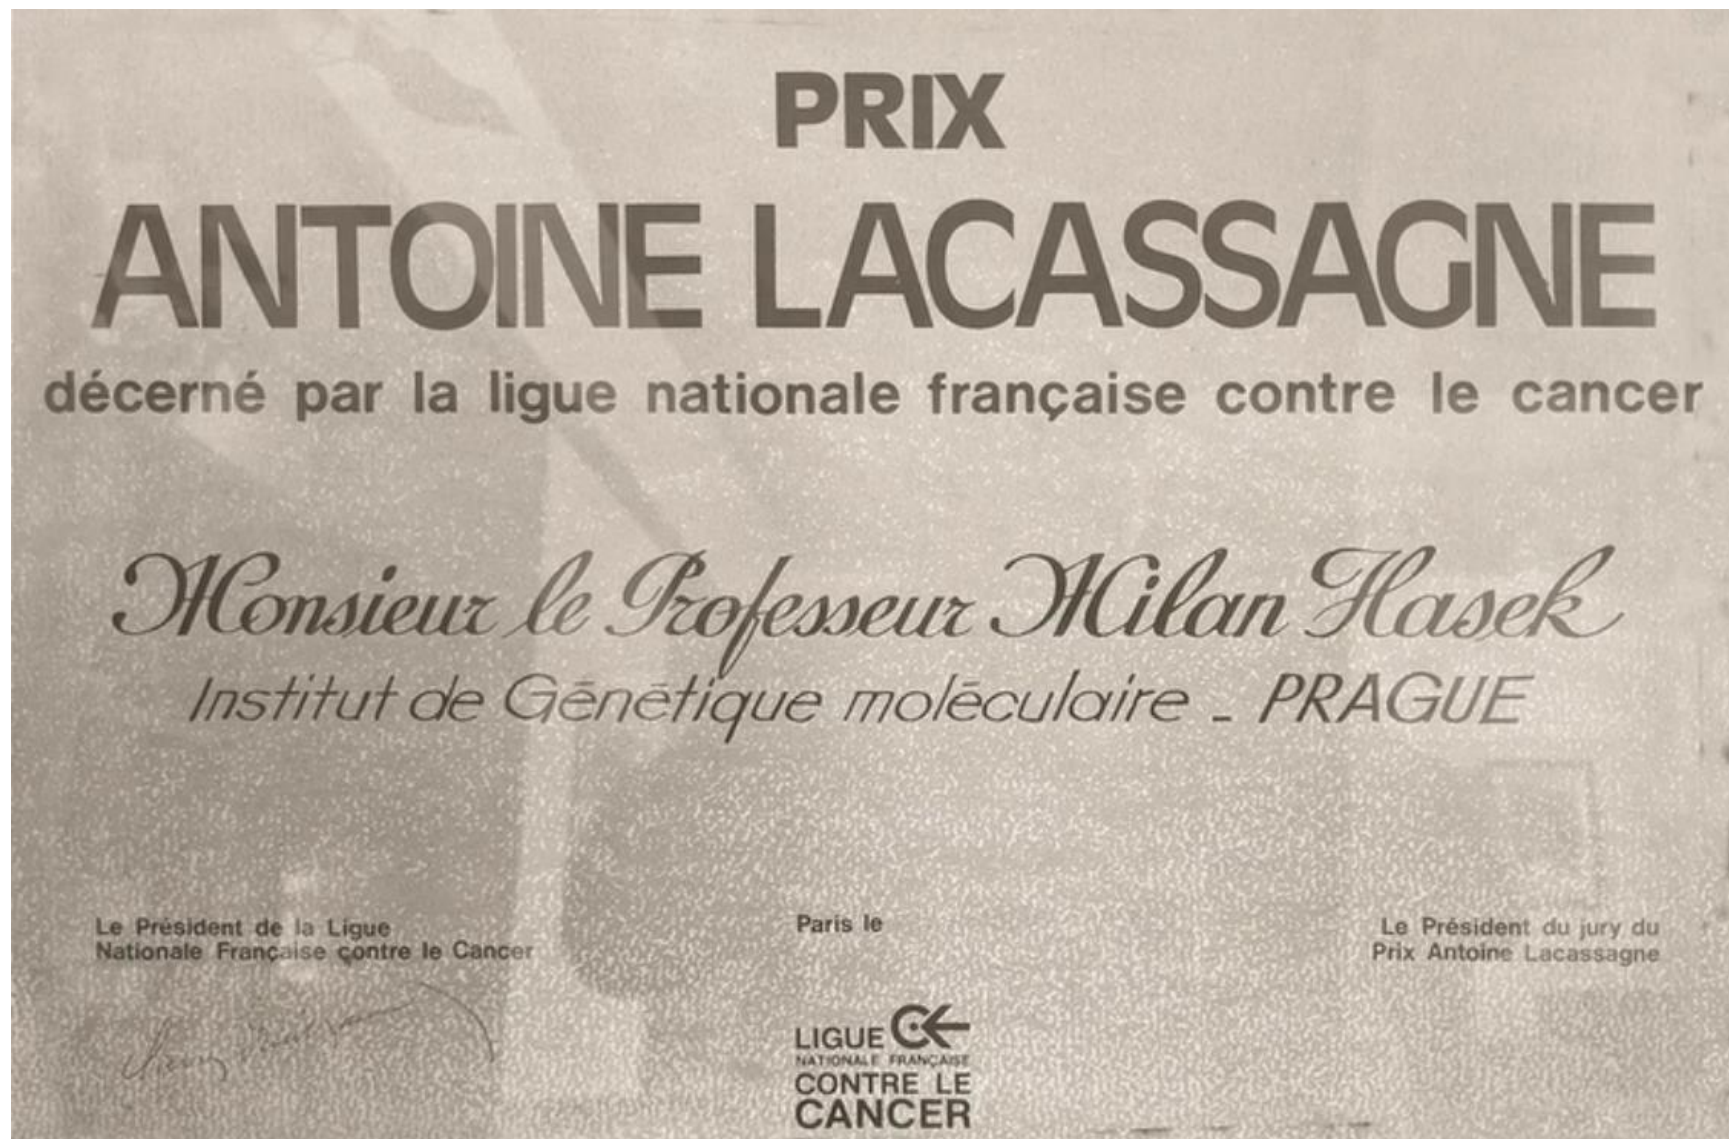 PRIX
ANTOINE LACASSAGNE
décerné par la ligue nationale française contre le cancer
Monsieur le Professeur Milan Hasek
Institut de Génétique moléculaire - PRAGUE
Le Président de la Ligue
Nationale Française contre le Cancer
Paris le
Le Président du jury du
Prix Antoine Lacassagne
LIGUE
NATIONALE FRANÇAISE
CONTRE LE
CANCER